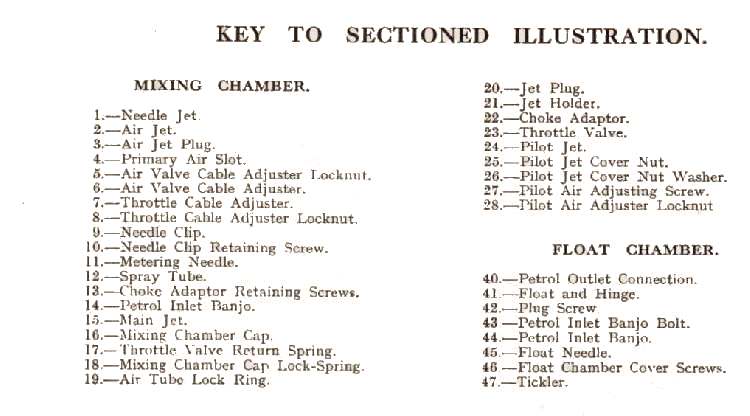 KEY TO SECTIONED ILLUSTRATION.
MIXING CHAMBER.
1.—Needle Jet.
2.—Air Jet.
3.—Air Jet Plug.
4.—Primary Air Slot.
5.—Air Valve Cable Adjuster Locknut.
6.—Air Valve Cable Adjuster.
7.—Throttle Cable Adjuster.
8.—Throttle Cable Adjuster Locknut.
9.—Needle Clip.
10.—Needle Clip Retaining Screw.
11.—Metering Needle.
12.—Spray Tube.
13.—Choke Adaptor Retaining Screws.
14.—Petrol Inlet Banjo.
15.—Main Jet.
16.—Mixing Chamber Cap.
17.—Throttle Valve Return Spring.
18.—Mixing Chamber Cap Lock-Spring.
19.—Air Tube Lock Ring.
20.—Jet Plug.
21.—Jet Holder.
22.—Choke Adaptor.
23.—Throttle Valve.
24.—Pilot Jet.
25.—Pilot Jet Cover Nut.
26.—Pilot Jet Cover Nut Washer.
27.—Pilot Air Adjusting Screw.
28.—Pilot Air Adjuster Locknut
FLOAT CHAMBER.
40.—Petrol Outlet Connection.
41.—Float and Hinge.
42.—Plug Screw
43—Petrol Inlet Banjo Bolt.
44.—Petrol Inlet Banjo.
45.—Float Needle.
46—Float Chamber Cover Screws.
47.—Tickler.